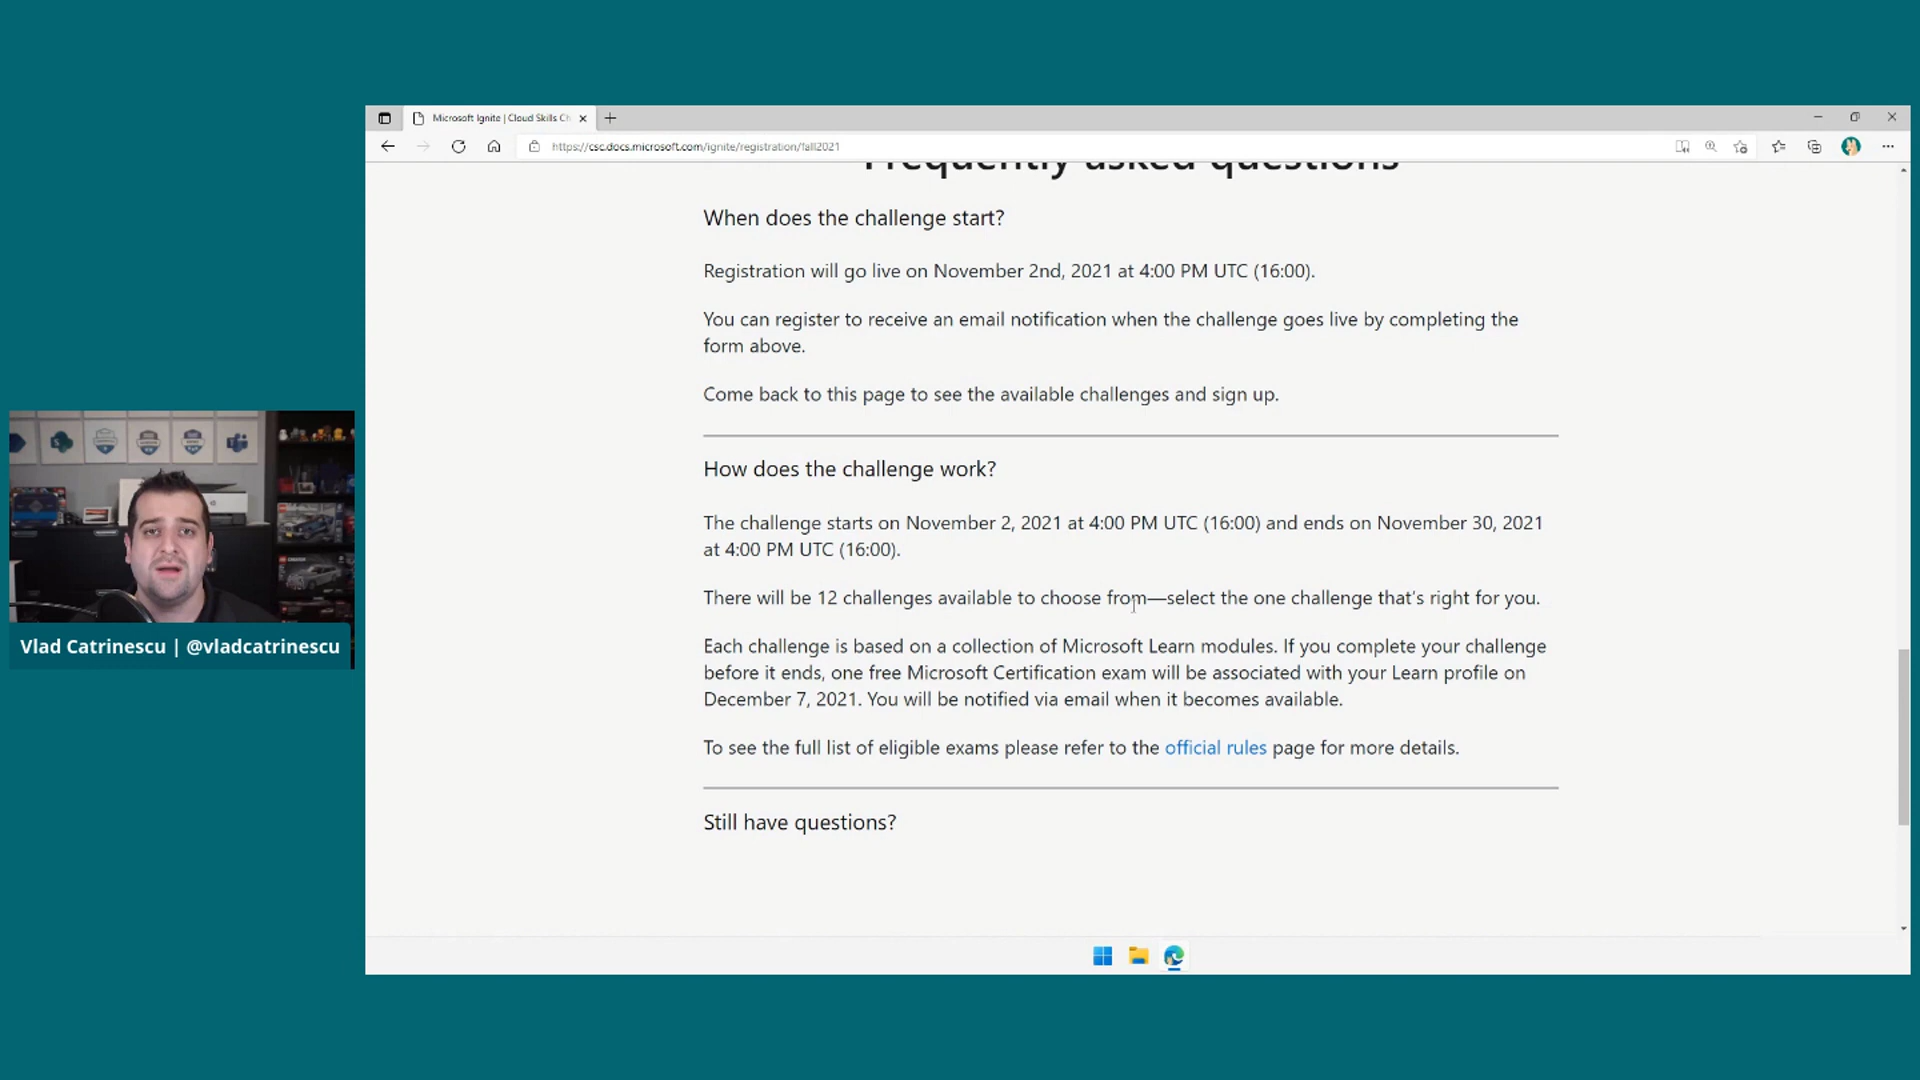 Microsoft Ignite | Cloud Skills Ch
https://csc.docs.microsoft.com/ignite/registration/fall2021
Frequently asked questions
When does the challenge start?
Registration will go live on November 2nd, 2021 at 4:00 PM UTC (16:00).
You can register to receive an email notification when the challenge goes live by completing the
form above.
Come back to this page to see the available challenges and sign up.
How does the challenge work?
The challenge starts on November 2, 2021 at 4:00 PM UTC (16:00) and ends on November 30, 2021
at 4:00 PM UTC (16:00).
There will be 12 challenges available to choose from—select the one challenge that's right for you.
Each challenge is based on a collection of Microsoft Learn modules. If you complete your challenge
before it ends, one free Microsoft Certification exam will be associated with your Learn profile on
December 7, 2021. You will be notified via email when it becomes available.
To see the full list of eligible exams please refer to the official rules page for more details.
Still have questions?
Vlad Catrinescu | @vladcatrinescu